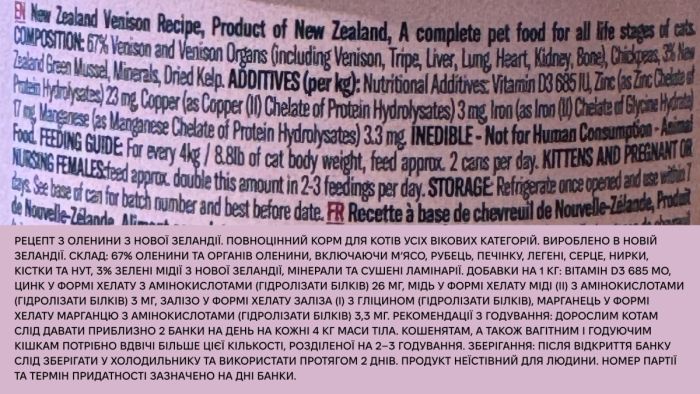 EN New Zealand Venison Recipe, Product of New Zealand, A complete pet food for all life stages of cats.
COMPOSITION: 67% Venison and Venison Organs (including Venison, Tripe, Liver, Lung, Heart, Kidney, Bone), Chickpeas, 3% New
Zealand Green Mussel, Minerals, Dried Kelp. ADDITIVES (per kg): Nutritional Additives: Vitamin D3 685 IU, Zinc (as Zinc Chelate of
Protein Hydrolysates) 23 mg, Copper (as Copper (II) Chelate of Protein Hydrolysates) 3 mg, Iron (as Iron (II) Chelate of Glycine Hydrate)
17 mg, Manganese (as Manganese Chelate of Protein Hydrolysates) 3.3 mg. INEDIBLE - Not for Human Consumption - Animal
Food. FEEDING GUIDE: For every 4kg / 8.8lb of cat body weight, feed approx. 2 cans per day. KITTENS AND PREGNANT OR
NURSING FEMALES: feed approx. double this amount in 2-3 feedings per day. STORAGE: Refrigerate once opened and use within 7
days. See base of can for batch number and best before date. FR Recette à base de chevreuil de Nouvelle-Zélande, Produit
de Nouvelle-Zélande,
РЕЦЕПТ З ОЛЕНИНИ З НОВОЇ ЗЕЛАНДІЇ. ПОВНОЦІННИЙ КОРМ ДЛЯ КОТІВ УСІХ ВІКОВИХ КАТЕГОРІЙ. ВИРОБЛЕНО В НОВІЙ
ЗЕЛАНДІЇ. СКЛАД: 67% ОЛЕНИНИ ТА ОРГАНІВ ОЛЕНИНИ, ВКЛЮЧАЮЧИ М’ЯСО, РУБЕЦЬ, ПЕЧІНКУ, ЛЕГЕНІ, СЕРЦЕ, НИРКИ,
КІСТКИ ТА НУТ, 3% ЗЕЛЕНІ МІДІЇ З НОВОЇ ЗЕЛАНДІЇ, МІНЕРАЛИ ТА СУШЕНІ ЛАМІНАРІЇ. ДОБАВКИ НА 1 КГ: ВІТАМІН D3 685 МО,
ЦИНК У ФОРМІ ХЕЛАТУ З АМІНОКИСЛОТАМИ (ГІДРОЛІЗАТИ БІЛКІВ) 26 МГ, МІДЬ У ФОРМІ ХЕЛАТУ МІДІ (II) З АМІНОКИСЛОТАМИ
(ГІДРОЛІЗАТИ БІЛКІВ) 3 МГ, ЗАЛІЗО У ФОРМІ ХЕЛАТУ ЗАЛІЗА (I) З ГЛІЦИНОМ (ГІДРОЛІЗАТИ БІЛКІВ), МАРГАНЕЦЬ У ФОРМІ
ХЕЛАТУ МАРГАНЦЮ З АМІНОКИСЛОТАМИ (ГІДРОЛІЗАТИ БІЛКІВ) 3,3 МГ. РЕКОМЕНДАЦІЇ З ГОДУВАННЯ: ДОРОСЛИМ КОТАМ
СЛІД ДАВАТИ ПРИБЛИЗНО 2 БАНКИ НА ДЕНЬ НА КОЖНІ 4 КГ МАСИ ТІЛА. КОШЕНЯТАМ, А ТАКОЖ ВАГІТНИМ І ГОДУЮЧИМ
КІШКАМ ПОТРІБНО ВДВІЧІ БІЛЬШЕ ЦІЄЇ КІЛЬКОСТІ, РОЗДІЛЕНОЇ НА 2–3 ГОДУВАННЯ. ЗБЕРІГАННЯ: ПІСЛЯ ВІДКРИТТЯ БАНКУ
СЛІД ЗБЕРІГАТИ У ХОЛОДИЛЬНИКУ ТА ВИКОРИСТАТИ ПРОТЯГОМ 2 ДНІВ. ПРОДУКТ НЕЇСТІВНИЙ ДЛЯ ЛЮДИНИ. НОМЕР ПАРТІЇ
ТА ТЕРМІН ПРИДАТНОСТІ ЗАЗНАЧЕНО НА ДНІ БАНКИ.